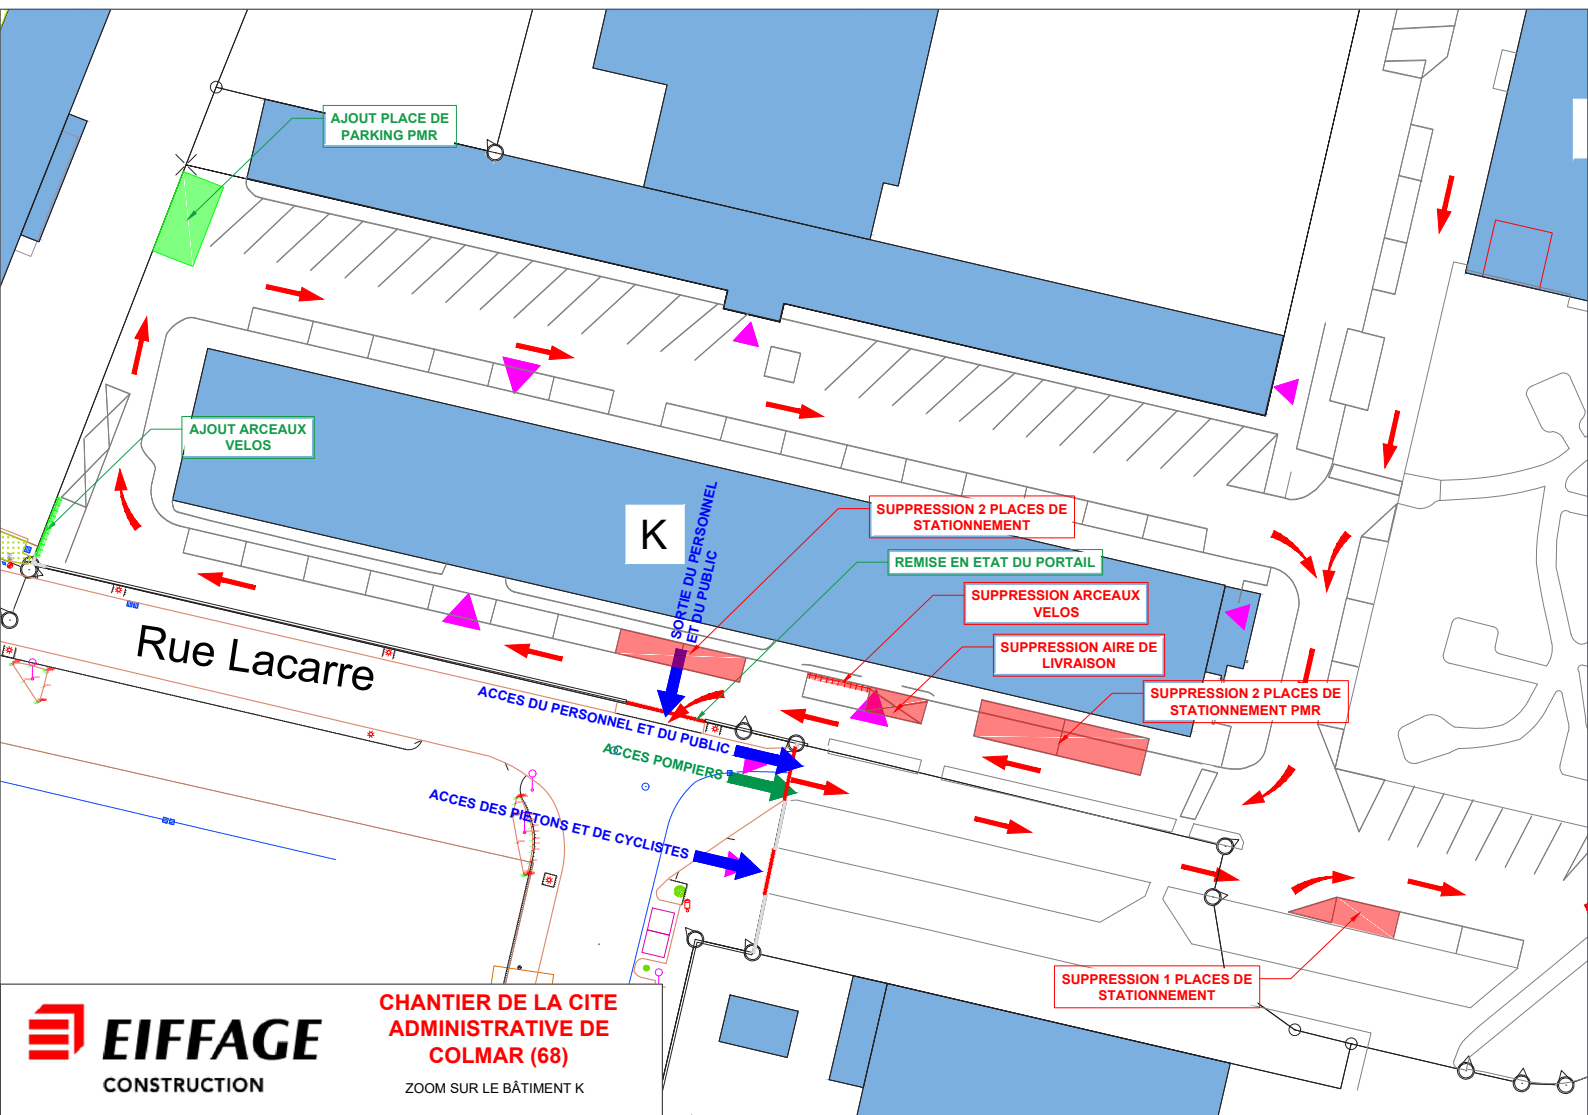 AJOUT PLACE DE
PARKING PMR
AJOUT ARCEAUX
VELOS
K
SORTIE DU PERSONNEL
ET DU PUBLIC
SUPPRESSION 2 PLACES DE
STATIONNEMENT
REMISE EN ETAT DU PORTAIL
SUPPRESSION ARCEAUX
VELOS
SUPPRESSION AIRE DE
LIVRAISON
SUPPRESSION 2 PLACES DE
STATIONNEMENT PMR
Rue Lacarre
ACCES DU PERSONNEL ET DU PUBLIC
ACCES POMPIERS
ACCES DES PIETONS ET DE CYCLISTES
SUPPRESSION 1 PLACES DE
STATIONNEMENT
EIFFAGE
CONSTRUCTION
CHANTIER DE LA CITE
ADMINISTRATIVE DE
COLMAR (68)
ZOOM SUR LE BÂTIMENT K